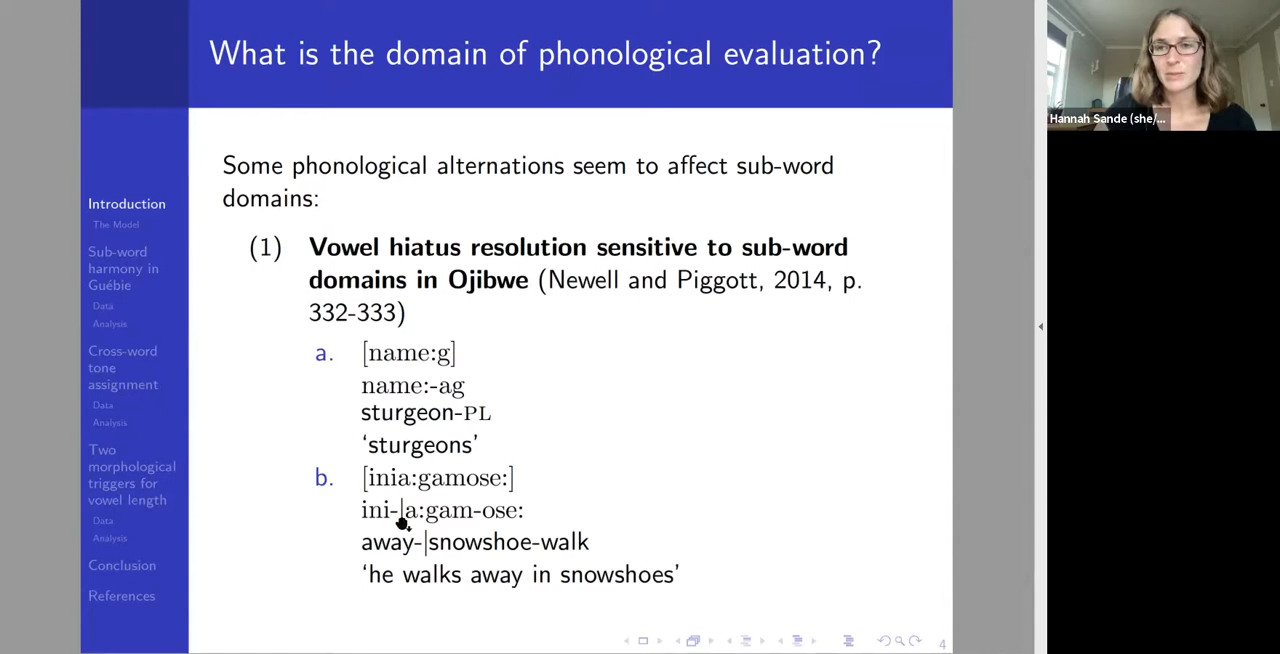 What is the domain of phonological evaluation?
Hannah Sande (she/...
Introduction
The Model
Sub-word
harmony in
Guébie
Data
Analysis
Cross-word
tone
assignment
Data
Analysis
Two
morphological
triggers for
vowel length
Data
Analysis
Conclusion
References
Some phonological alternations seem to affect sub-word
domains:
(1) Vowel hiatus resolution sensitive to sub-word
domains in Ojibwe (Newell and Piggott, 2014, p.
332-333)
a. [name:g]
name:-ag
sturgeon-PL
‘sturgeons’
b. [inia:gamose:]
ini-|a:gam-ose:
away-|snowshoe-walk
‘he walks away in snowshoes’
4